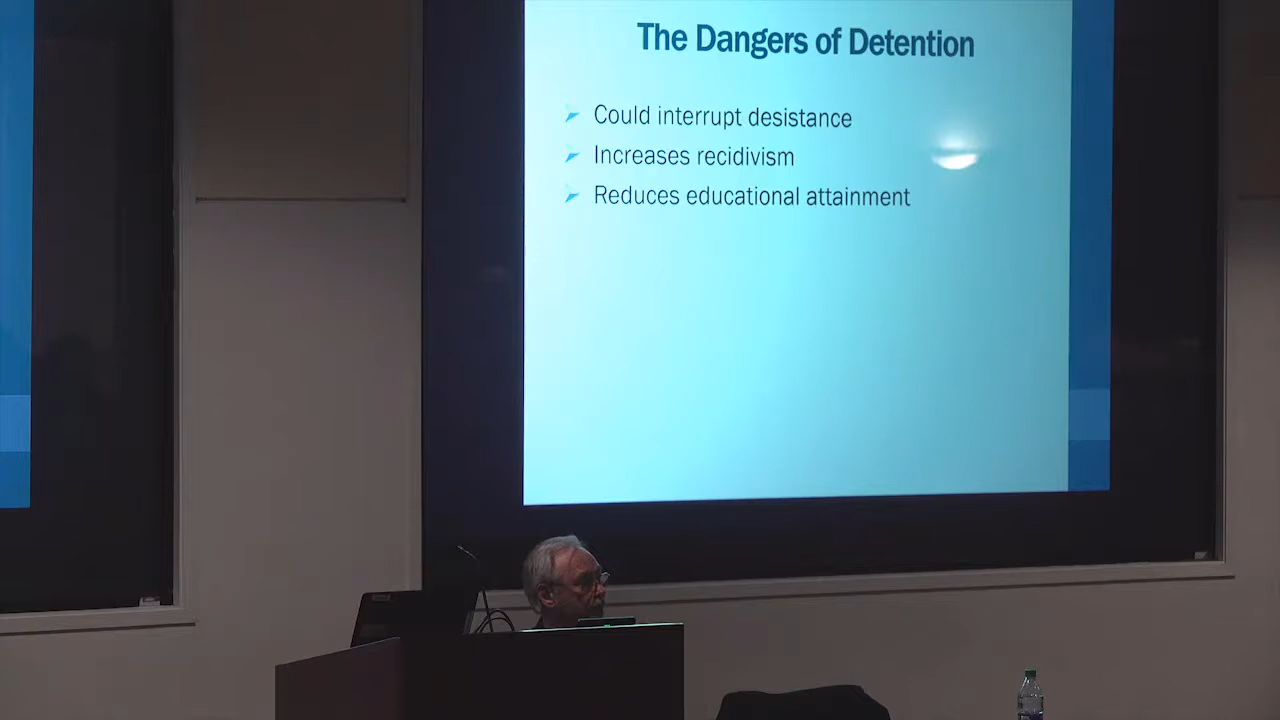 The Dangers of Detention
Could interrupt desistance
Increases recidivism
Reduces educational attainment